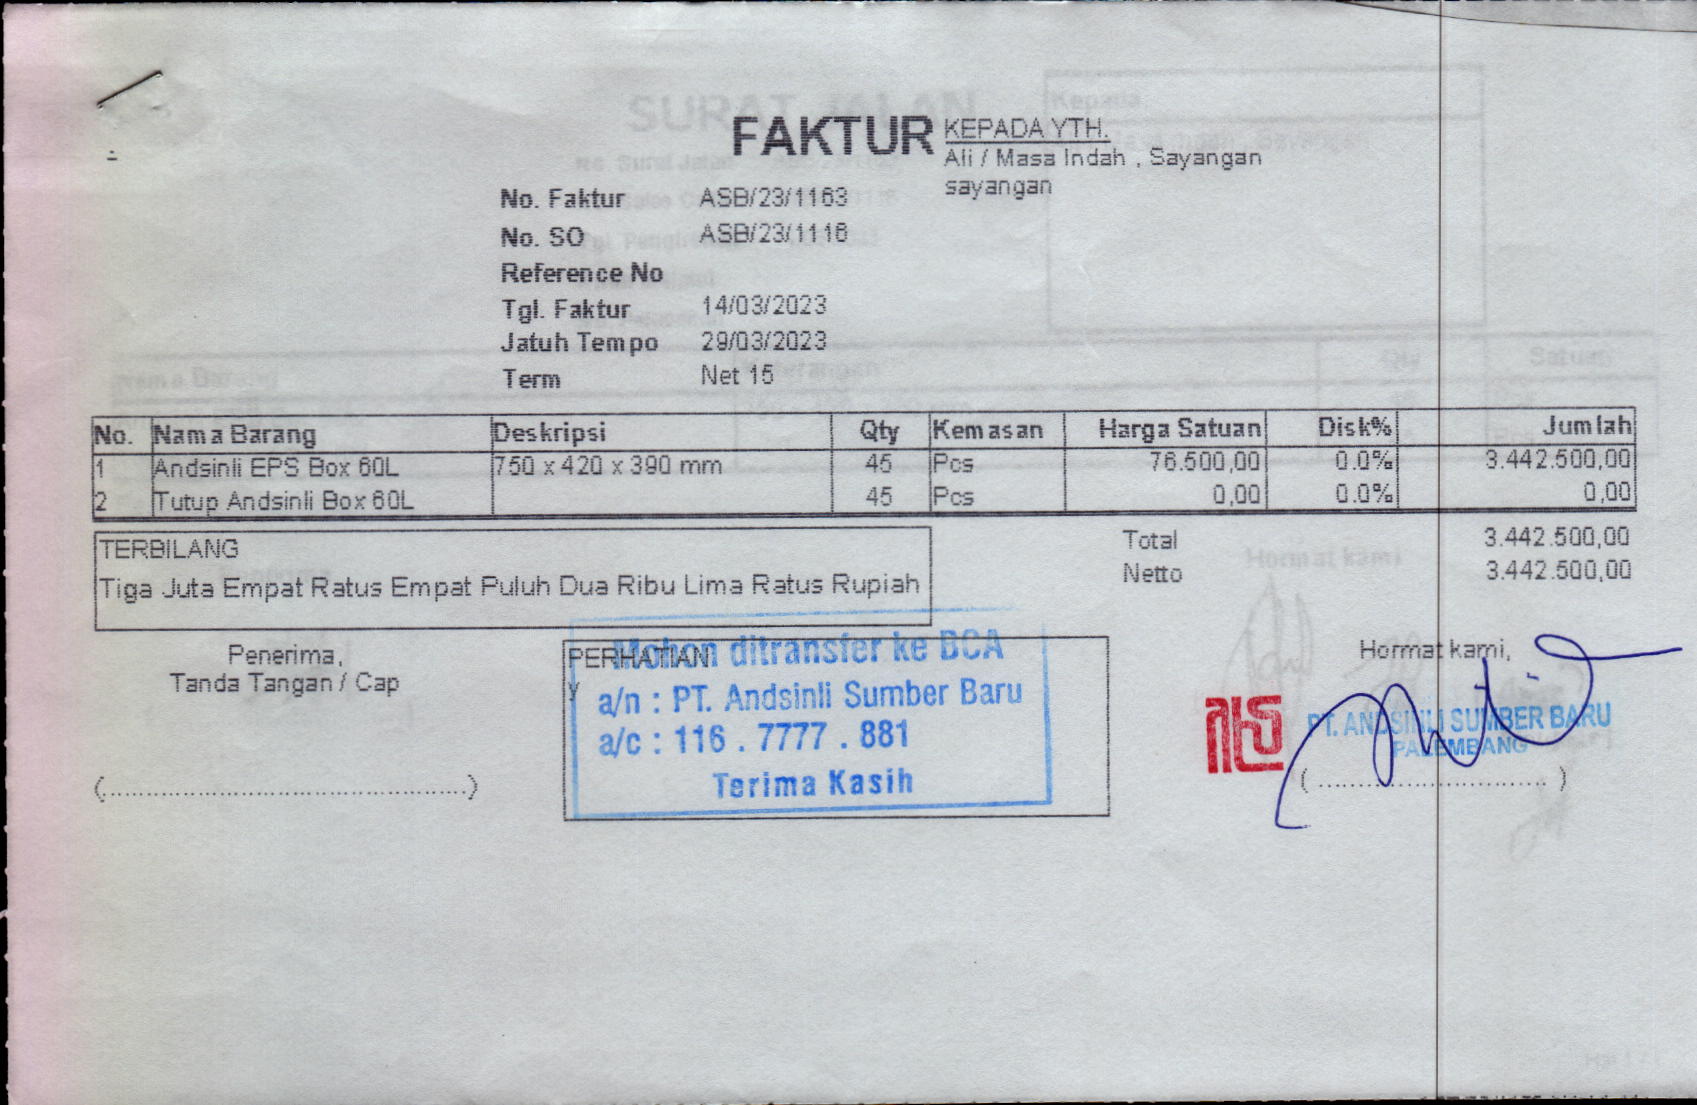 FAKTUR
KEPADA YTH.
Ali / Masa Indah , Sayangan
sayangan
No. Faktur ASB/23/1163
No. SO ASB/23/1116
Reference No
Tgl. Faktur 14/03/2023
Jatuh Tempo 29/03/2023
Term Net 15
No. Nama Barang Deskripsi Qty Kemasan Harga Satuan Disk% Jumlah
1 Andsinli EPS Box 60L 750 x 420 x 390 mm 45 Pcs 76.500,00 0.0% 3.442.500,00
2 Tutup Andsinli Box 60L 45 Pcs 0,00 0.0% 0,00
TERBILANG
Tiga Juta Empat Ratus Empat Puluh Dua Ribu Lima Ratus Rupiah
Total 3.442.500,00
Netto 3.442.500,00
Penerima,
Tanda Tangan / Cap
(................................................)
PERHATIAN
y
Mohon ditransfer ke BCA
a/n : PT. Andsinli Sumber Baru
a/c : 116 . 7777 . 881
Terima Kasih
Hormat kami,
PT. ANDSINLI SUMBER BARU
PALEMBANG
(..............................)
SURAT JALAN
Kepada
Hormat kami